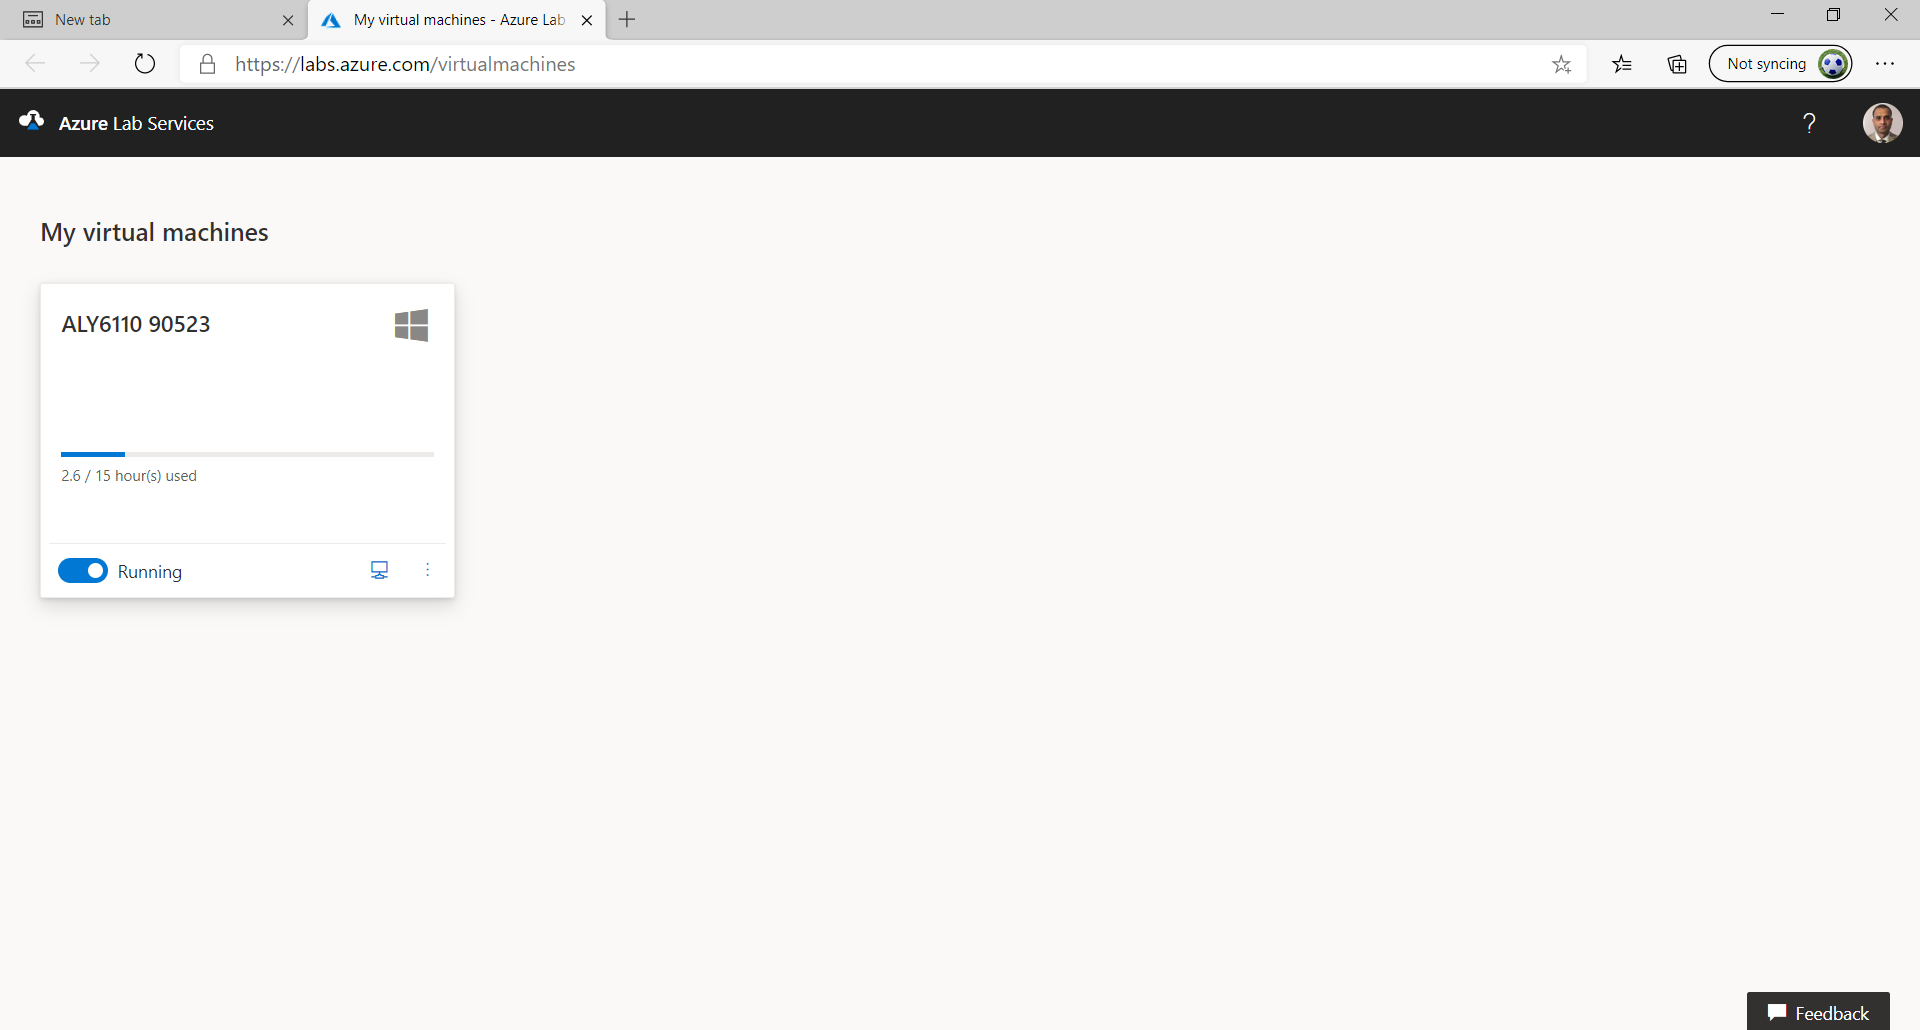 New tab
My virtual machines - Azure Lab
https://labs.azure.com/virtualmachines
Not syncing
Azure Lab Services
?
My virtual machines
ALY6110 90523
2.6 / 15 hour(s) used
Running
Feedback